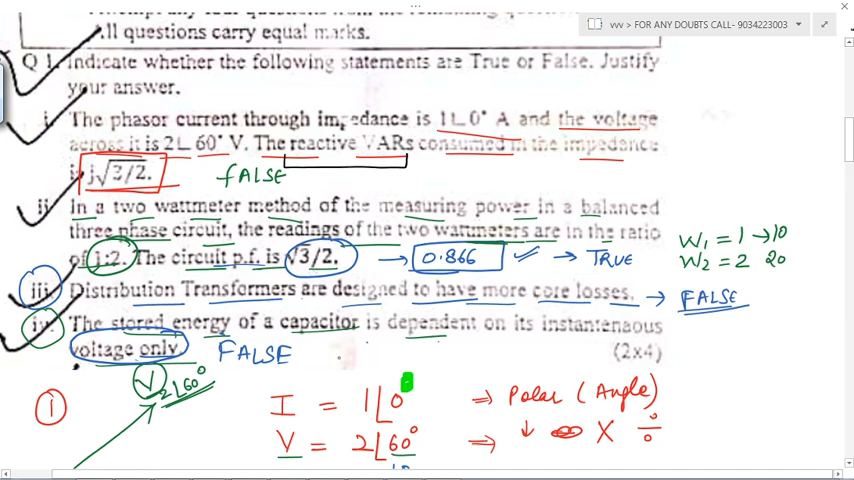 vvv > FOR ANY DOUBTS CALL - 9034223003
All questions carry equal marks.
Q 1. Indicate whether the following statements are True or False. Justify
your answer.
i. The phasor current through impedance is 1∟0° A and the voltage
across it is 2∟60° V. The reactive VARs consumed in the impedance
is j√3/2. FALSE
ii. In a two wattmeter method of the measuring power in a balanced
three phase circuit, the readings of the two wattmeters are in the ratio
of 1:2. The circuit p.f. is √3/2. → 0.866 ✓ → TRUE
W1 = 1 → 10
W2 = 2 20
iii. Distribution Transformers are designed to have more core losses. → FALSE
iv. The stored energy of a capacitor is dependent on its instantenaous
voltage only FALSE (2x4)
V 2∟60°
① I = 1∟0° ⇒ Polar (Angle)
V = 2∟60° ⇒ ↓ X ÷